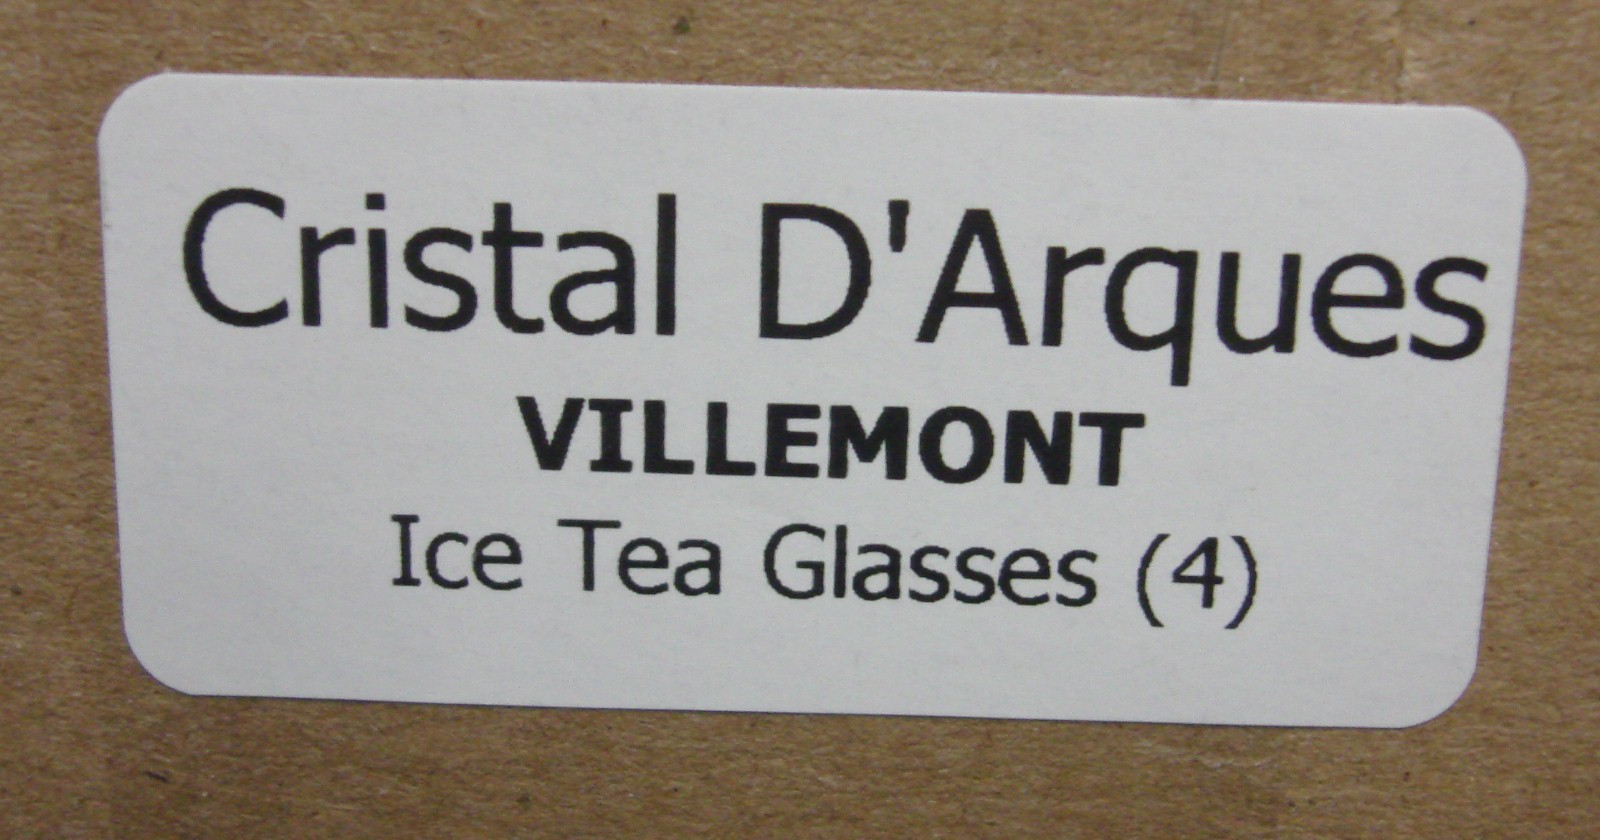 Cristal D'Arques
VILLEMONT
Ice Tea Glasses (4)